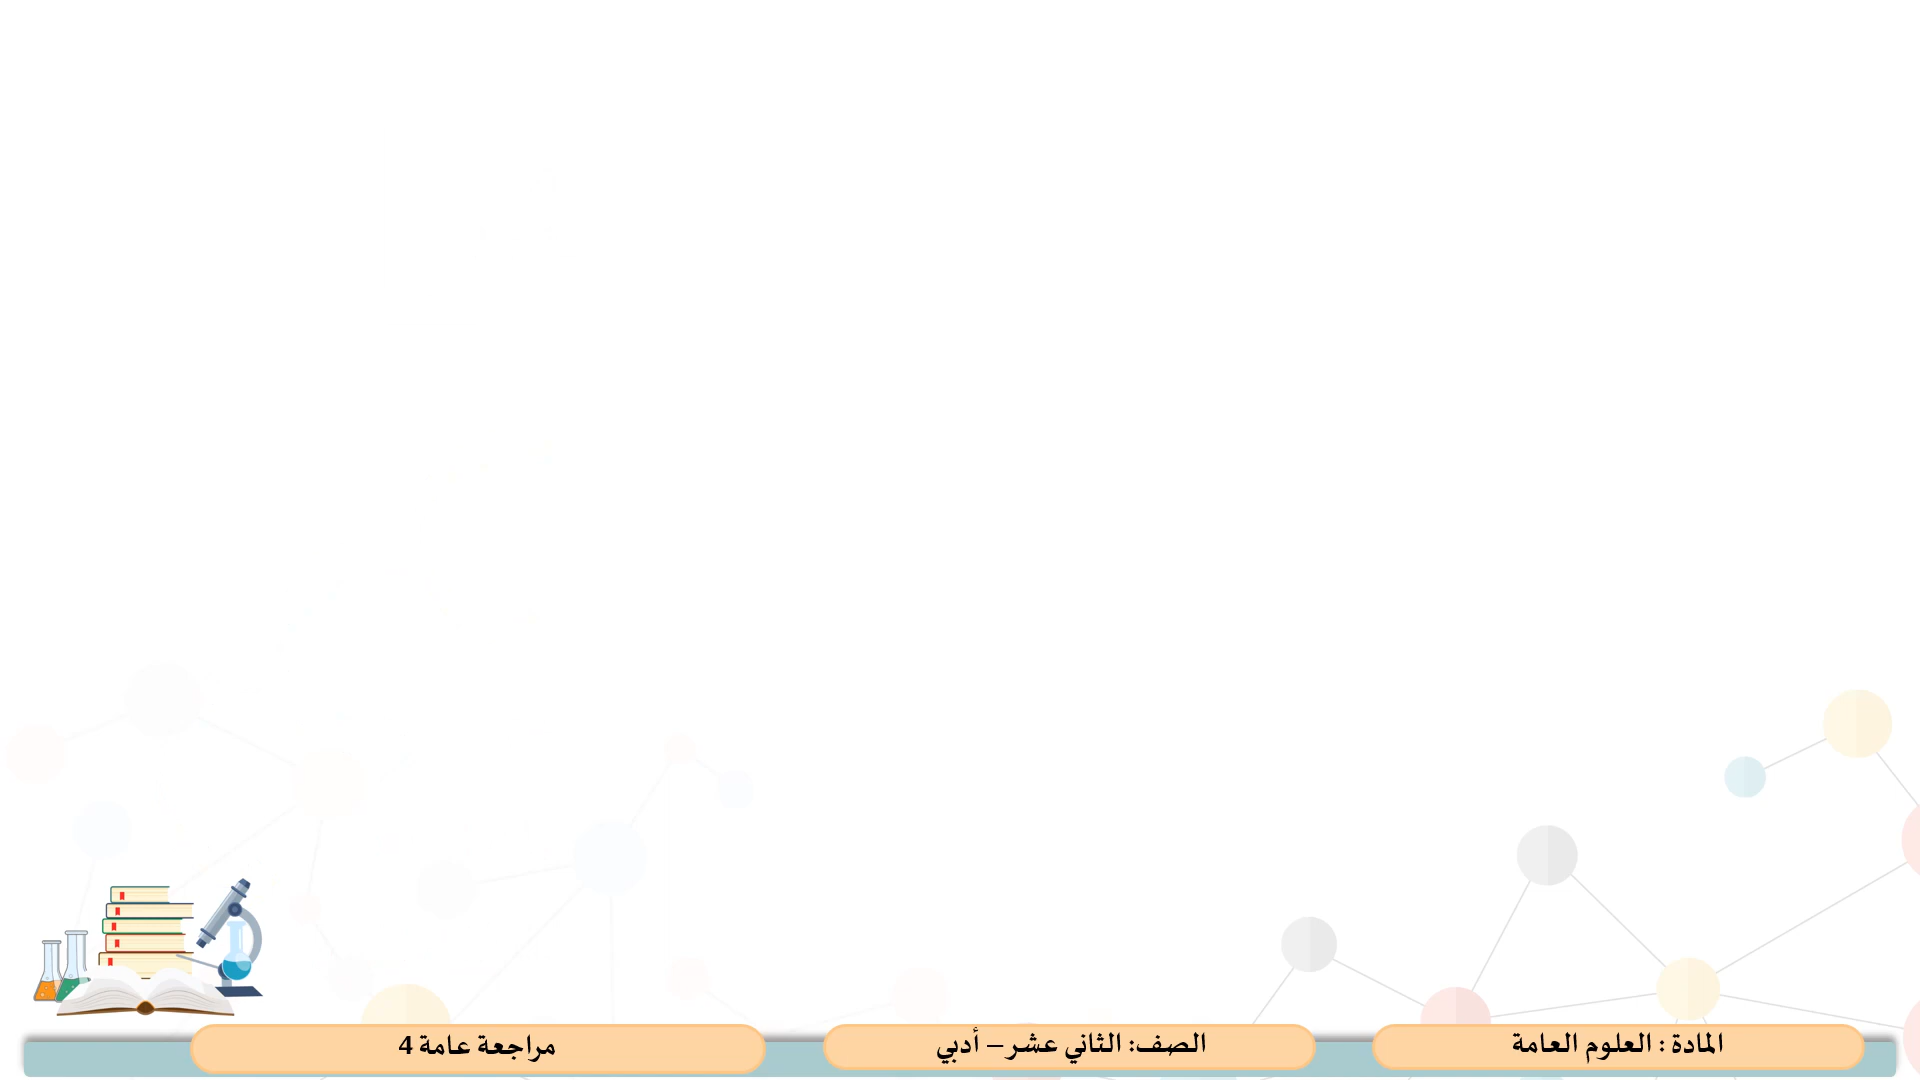 المادة : العلوم العامة
الصف: الثاني عشر – أدبي
مراجعة عامة 4